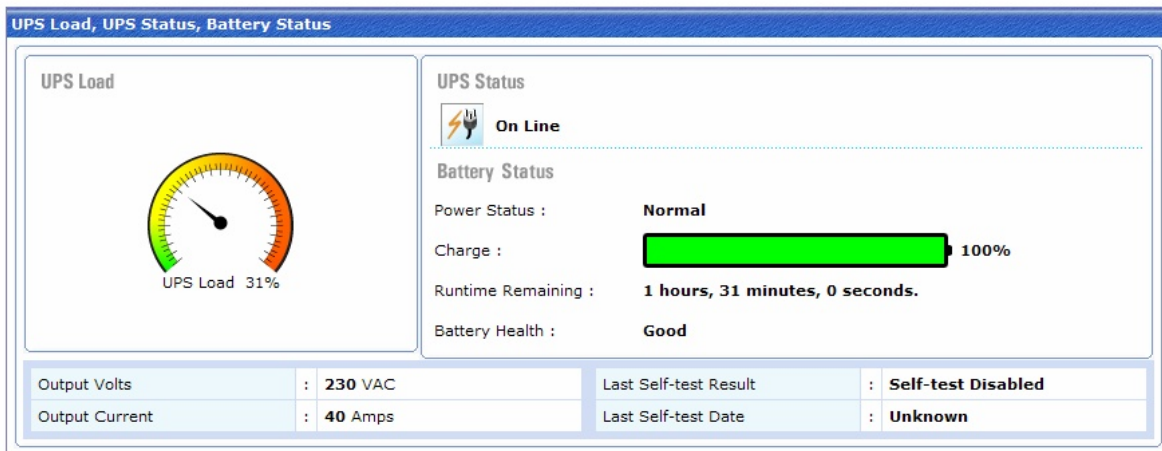 UPS Load, UPS Status, Battery Status
UPS Load
UPS Load 31%
UPS Status
On Line
Battery Status
Power Status : Normal
Charge : 100%
Runtime Remaining : 1 hours, 31 minutes, 0 seconds.
Battery Health : Good
Output Volts : 230 VAC
Output Current : 40 Amps
Last Self-test Result : Self-test Disabled
Last Self-test Date : Unknown